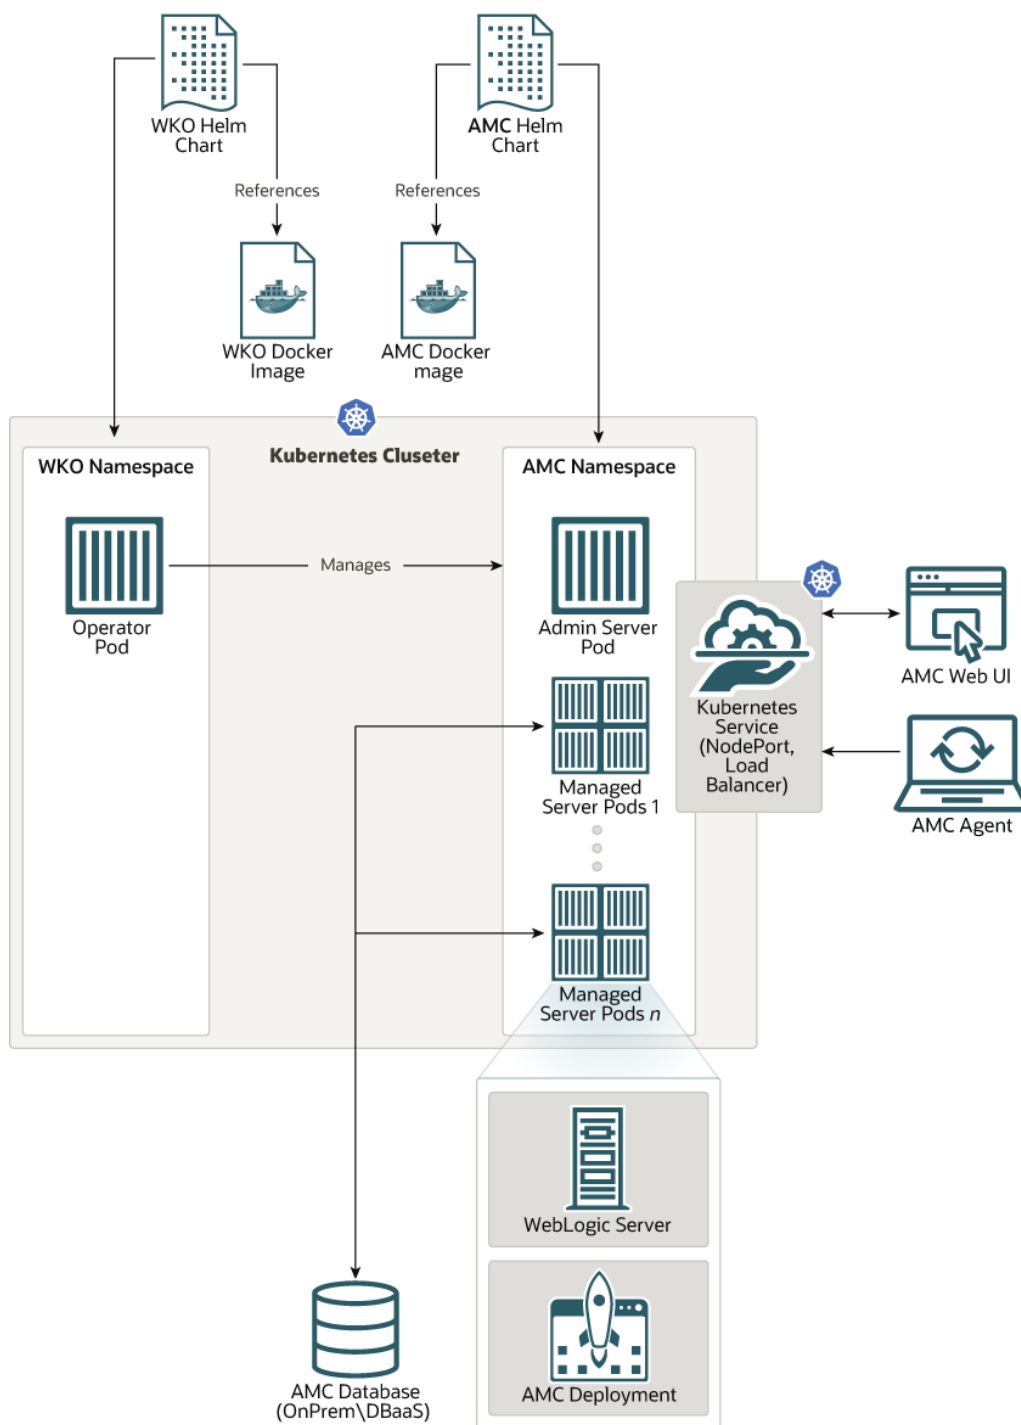 WKO Helm
Chart
AMC Helm
Chart
References
References
WKO Docker
Image
AMC Docker
mage
Kubernetes Cluseter
WKO Namespace
AMC Namespace
Operator
Pod
Manages
Admin Server
Pod
Kubernetes
Service
(NodePort,
Load
Balancer)
AMC Web UI
AMC Agent
Managed
Server Pods 1
Managed
Server Pods n
WebLogic Server
AMC Deployment
AMC Database
(OnPrem\DBaaS)